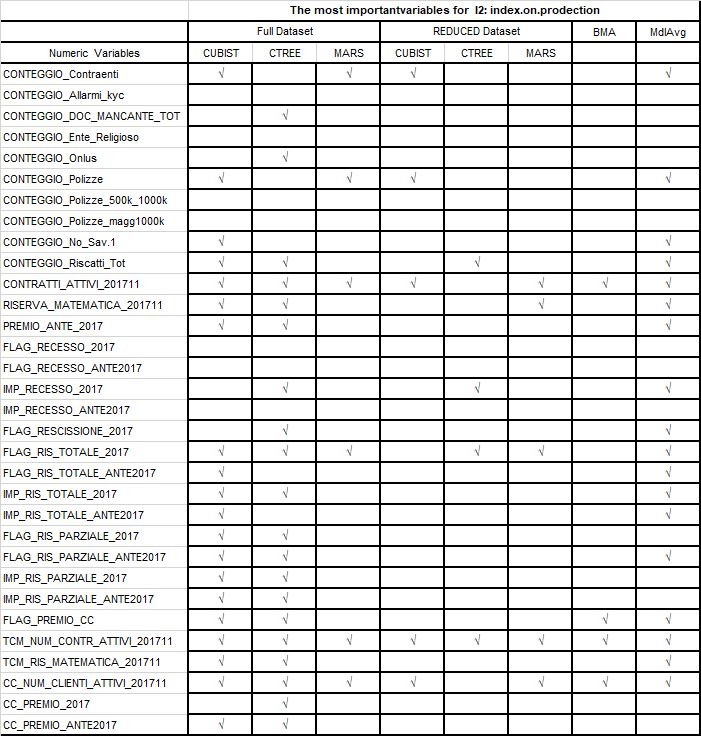 The most importantvariables for I2: index.on.production
Full Dataset REDUCED Dataset BMA MdlAvg
Numeric Variables CUBIST CTREE MARS CUBIST CTREE MARS
CONTEGGIO_Contraenti √ √ √ √
CONTEGGIO_Allarmi_kyc
CONTEGGIO_DOC_MANCANTE_TOT √
CONTEGGIO_Ente_Religioso
CONTEGGIO_Onlus √
CONTEGGIO_Polizze √ √ √ √
CONTEGGIO_Polizze_500k_1000k
CONTEGGIO_Polizze_magg1000k
CONTEGGIO_No_Sav.1 √ √
CONTEGGIO_Riscatti_Tot √ √ √ √
CONTRATTI_ATTIVI_201711 √ √ √ √ √ √ √
RISERVA_MATEMATICA_201711 √ √ √ √
PREMIO_ANTE_2017 √ √ √
FLAG_RECESSO_2017
FLAG_RECESSO_ANTE2017
IMP_RECESSO_2017 √ √ √
IMP_RECESSO_ANTE2017
FLAG_RESCISSIONE_2017 √ √
FLAG_RIS_TOTALE_2017 √ √ √ √ √ √
FLAG_RIS_TOTALE_ANTE2017 √ √
IMP_RIS_TOTALE_2017 √ √ √
IMP_RIS_TOTALE_ANTE2017 √ √
FLAG_RIS_PARZIALE_2017 √ √
FLAG_RIS_PARZIALE_ANTE2017 √ √ √
IMP_RIS_PARZIALE_2017 √ √
IMP_RIS_PARZIALE_ANTE2017 √ √
FLAG_PREMIO_CC √ √ √ √
TCM_NUM_CONTR_ATTIVI_201711 √ √ √ √ √ √ √ √
TCM_RIS_MATEMATICA_201711 √ √ √
CC_NUM_CLIENTI_ATTIVI_201711 √ √ √ √ √ √ √
CC_PREMIO_2017 √
CC_PREMIO_ANTE2017 √ √